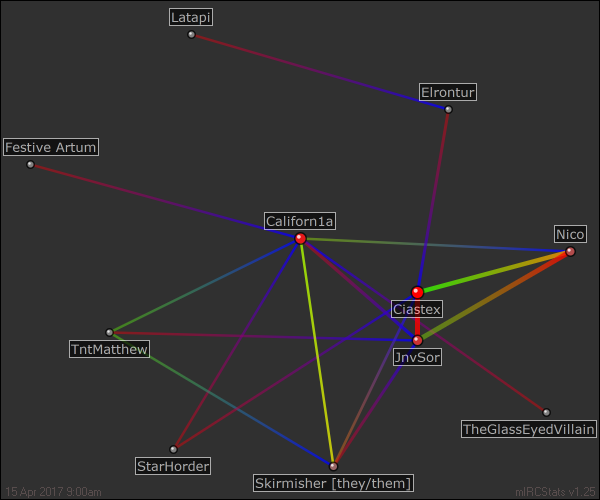 Latapi
Elrontur
Festive Artum
Californ1a
Nico
Ciastex
TntMatthew
JnvSor
TheGlassEyedVillain
StarHorder
Skirmisher [they/them]
15 Apr 2017 9:00am
mIRCStats v1.25